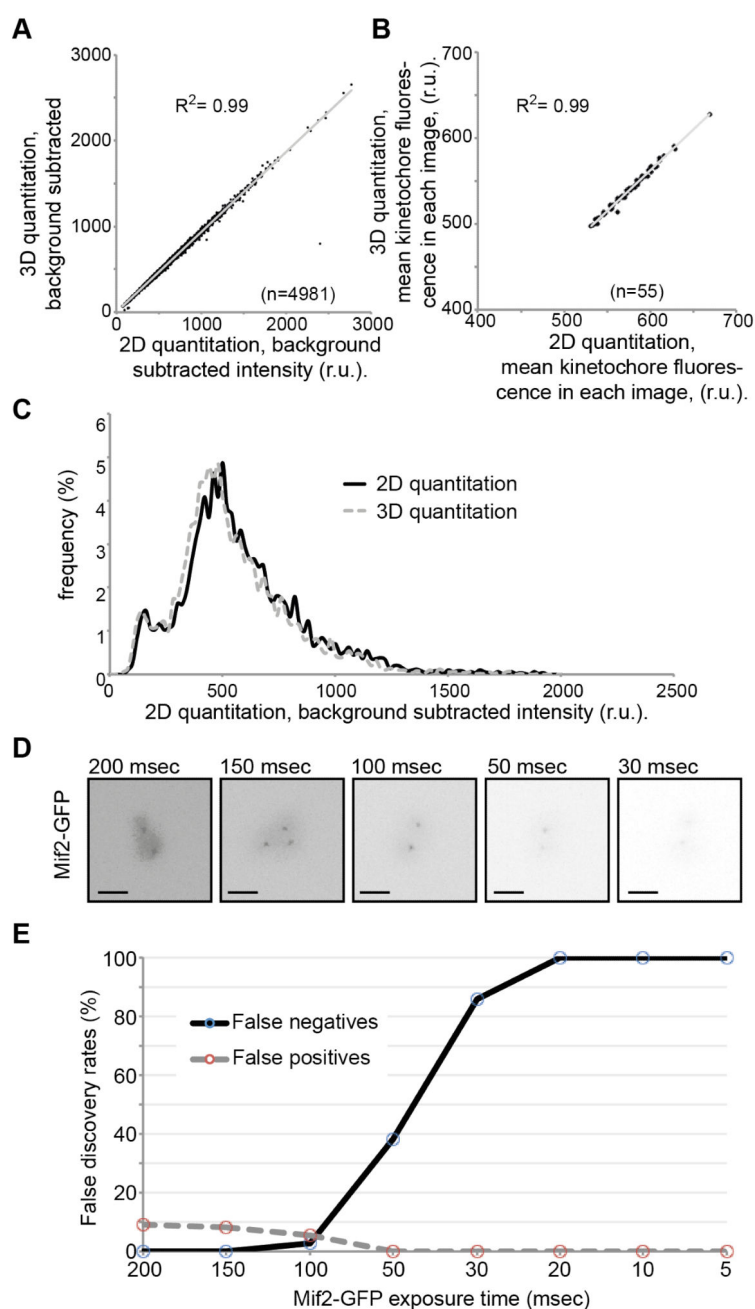 A
3D quantitation,
background subtracted
3000
2000
1000
0
R2= 0.99
(n=4981)
0 1000 2000 3000
2D quantitation, background
subtracted intensity (r.u.).
B
3D quantitation,
mean kinetochore fluores-
cence in each image, (r.u.).
700
600
500
400
R2= 0.99
(n=55)
400 500 600 700
2D quantitation,
mean kinetochore fluores-
cence in each image, (r.u.).
C
frequency (%)
6
5
4
3
2
1
0
2D quantitation
3D quantitation
0 500 1000 1500 2000 2500
2D quantitation, background subtracted intensity (r.u.).
D
Mif2-GFP
200 msec 150 msec 100 msec 50 msec 30 msec
E
False discovery rates (%)
100
80
60
40
20
0
False negatives
False positives
200 150 100 50 30 20 10 5
Mif2-GFP exposure time (msec)